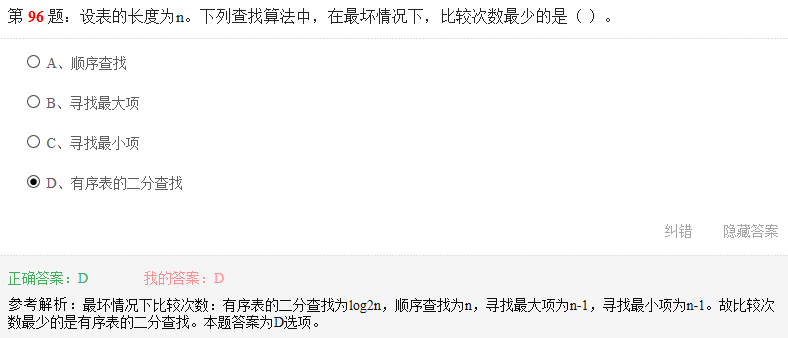 第 96 题：设表的长度为n。下列查找算法中，在最坏情况下，比较次数最少的是（ ）。
A、顺序查找
B、寻找最大项
C、寻找最小项
D、有序表的二分查找
纠错 隐藏答案
正确答案：D 我的答案：D
参考解析：最坏情况下比较次数：有序表的二分查找为log2n，顺序查找为n，寻找最大项为n-1，寻找最小项为n-1。故比较次
数最少的是有序表的二分查找。本题答案为D选项。